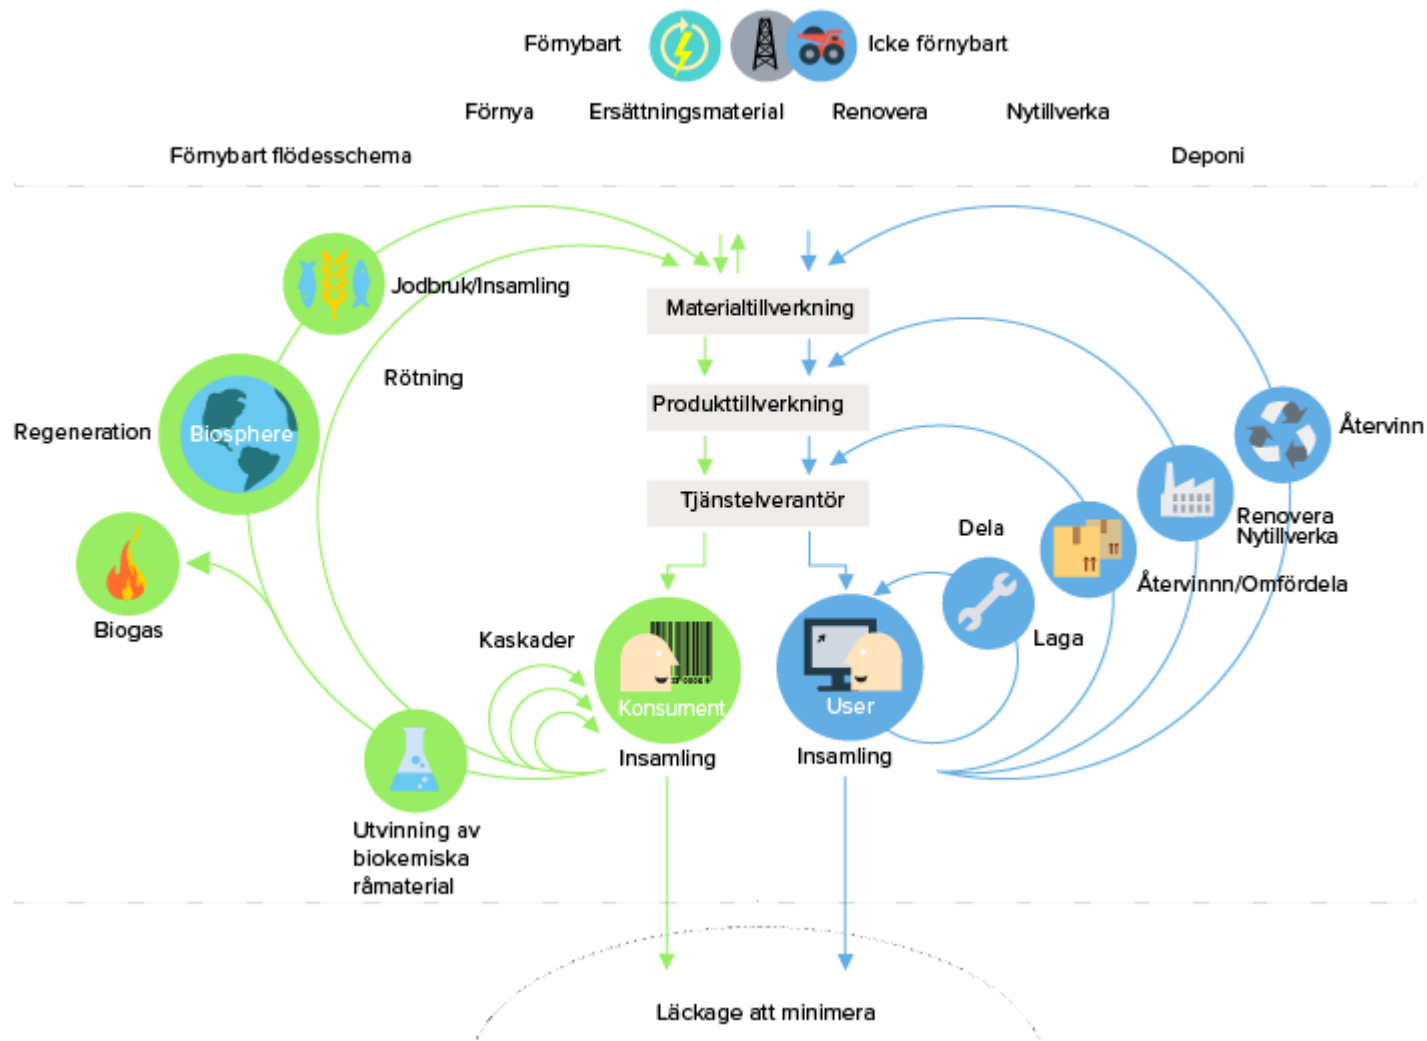 Förnybart
Icke förnybart
Förnya
Ersättningsmaterial
Renovera
Nytillverka
Förnybart flödesschema
Deponi
Jodbruk/Insamling
Materialtillverkning
Rötning
Produkttillverkning
Regeneration
Biosphere
Återvinn
Tjänstelverantör
Dela
Renovera
Nytillverka
Återvinnn/Omfördela
Biogas
Kaskader
Laga
Konsument
User
Insamling
Insamling
Utvinning av
biokemiska
råmaterial
Läckage att minimera